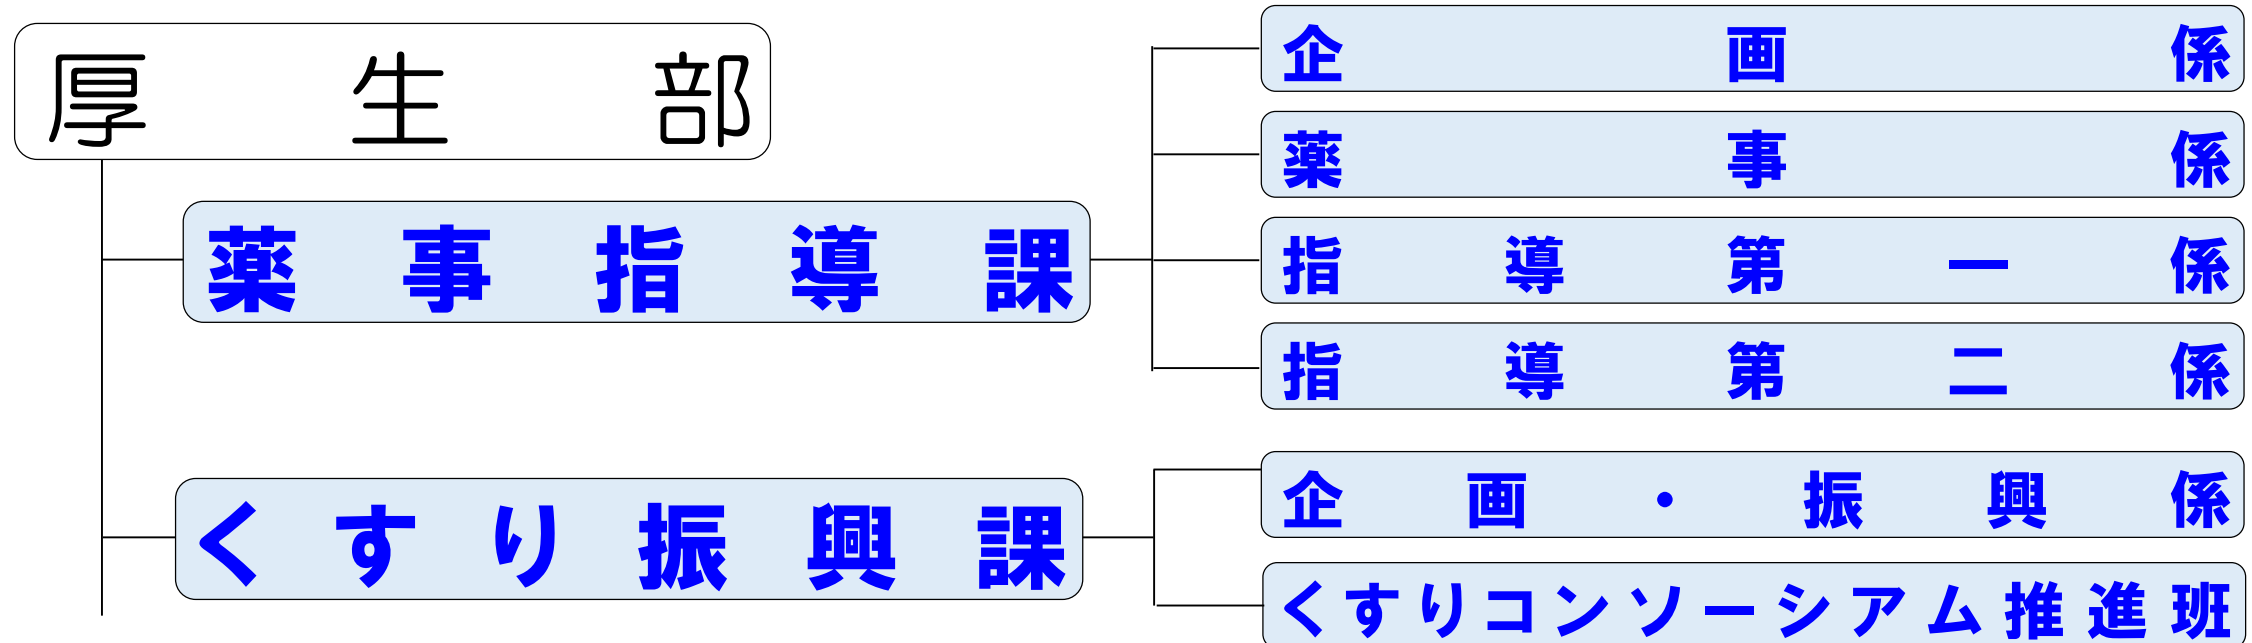 厚生部
薬事指導課
企画係
薬事係
指導第一係
指導第二係
くすり振興課
企画・振興係
くすりコンソーシアム推進班